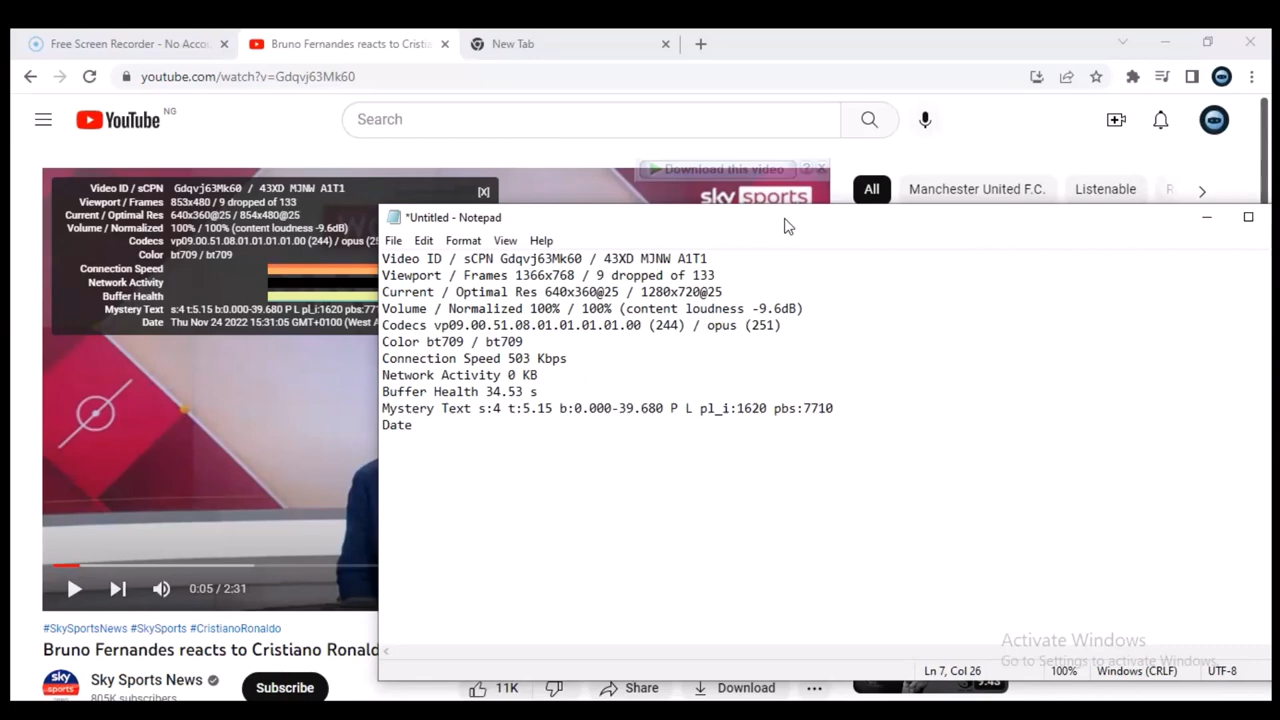 Free Screen Recorder - No Accou
Bruno Fernandes reacts to Cristia
New Tab
youtube.com/watch?v=Gdqvj63Mk60
YouTube NG
Search
Download this video ? X
sky sports
All
Manchester United F.C.
Listenable
Video ID / sCPN Gdqvj63Mk60 / 43XD MJNW A1T1
[X]
Viewport / Frames 853x480 / 9 dropped of 133
Current / Optimal Res 640x360@25 / 854x480@25
Volume / Normalized 100% / 100% (content loudness -9.6dB)
Codecs vp09.00.51.08.01.01.01.01.00 (244) / opus (25
Color bt709 / bt709
Connection Speed
Network Activity
Buffer Health
Mystery Text s:4 t:5.15 b:0.000-39.680 P L pl_i:1620 pbs:771
Date Thu Nov 24 2022 15:31:05 GMT+0100 (West A
*Untitled - Notepad
File Edit Format View Help
Video ID / sCPN Gdqvj63Mk60 / 43XD MJNW A1T1
Viewport / Frames 1366x768 / 9 dropped of 133
Current / Optimal Res 640x360@25 / 1280x720@25
Volume / Normalized 100% / 100% (content loudness -9.6dB)
Codecs vp09.00.51.08.01.01.01.01.00 (244) / opus (251)
Color bt709 / bt709
Connection Speed 503 Kbps
Network Activity 0 KB
Buffer Health 34.53 s
Mystery Text s:4 t:5.15 b:0.000-39.680 P L pl_i:1620 pbs:7710
Date
0:05 / 2:31
#SkySportsNews #SkySports #CristianoRonaldo
Bruno Fernandes reacts to Cristiano Ronald
sky sports
Sky Sports News
805K subscribers
Subscribe
Share
Download
Activate Windows
Go to Settings to activate Windows.
Ln 7, Col 26
100%
Windows (CRLF)
UTF-8